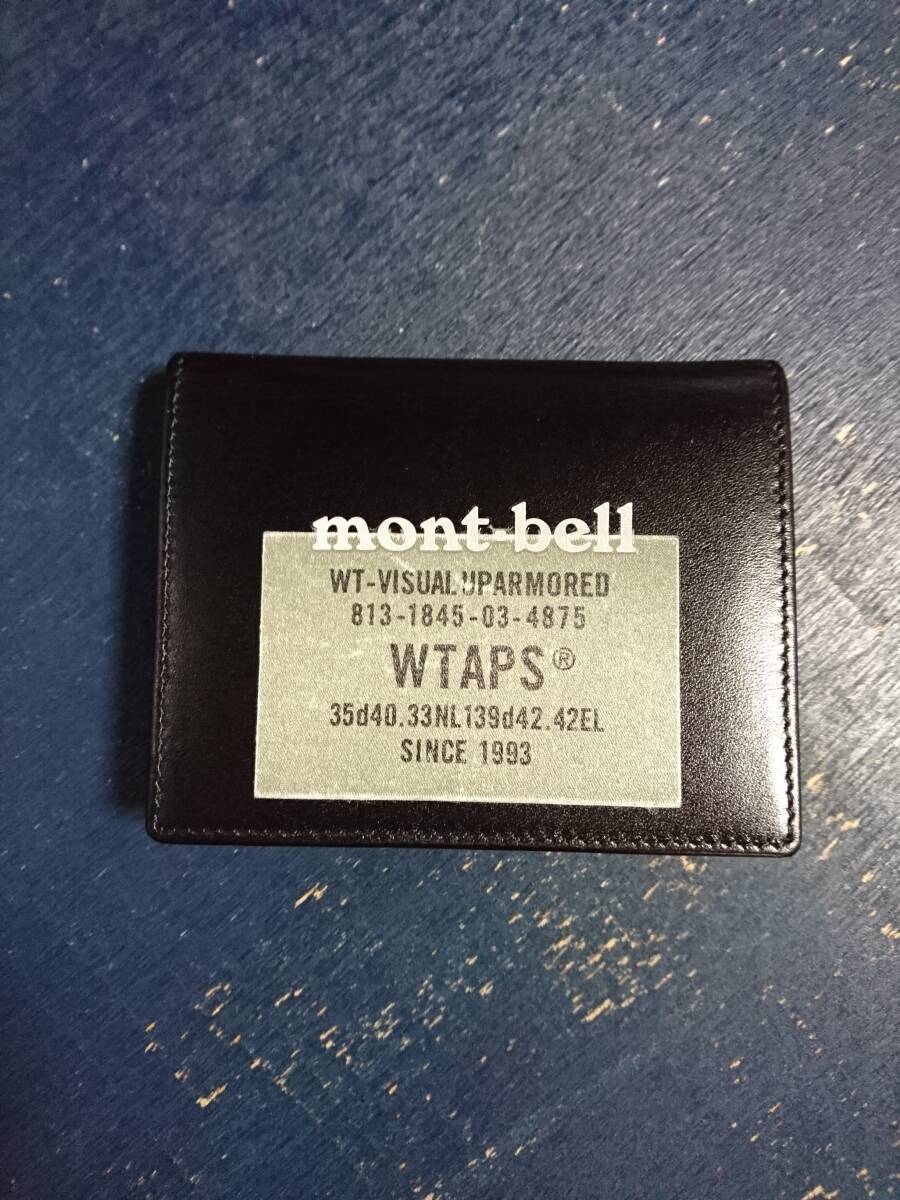 mont-bell
WT-VISUAL UPARMORED
813-1845-03-4875
WTAPS®
35d40.33NL139d42.42EL
SINCE 1993